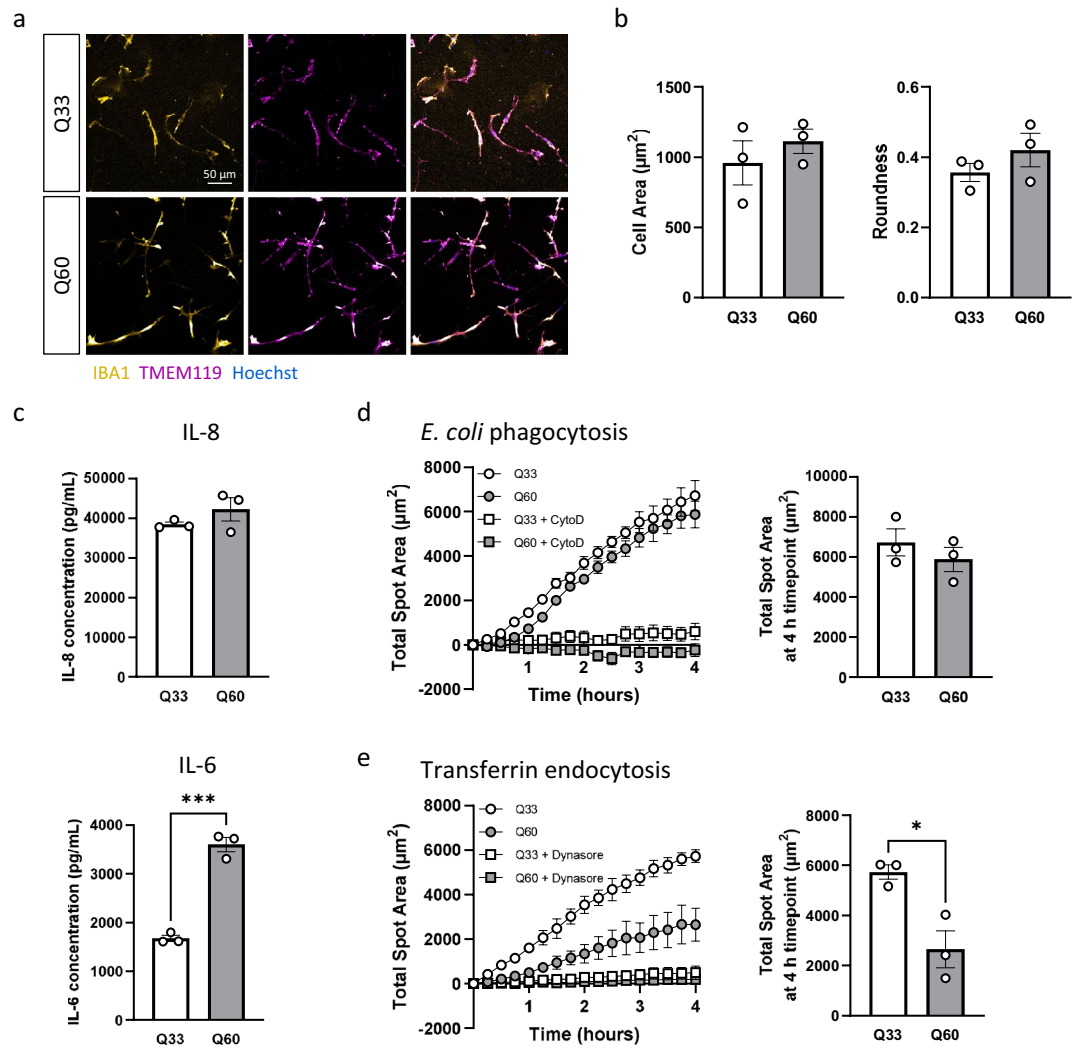 a
Q33
50 µm
Q60
IBA1 TMEM119 Hoechst
b
Cell Area (µm²)
1500
1000
500
0
Q33 Q60
Roundness
0.6
0.4
0.2
0.0
Q33 Q60
c
IL-8
IL-8 concentration (pg/mL)
50000
40000
30000
20000
10000
0
Q33 Q60
IL-6
***
IL-6 concentration (pg/mL)
4000
3000
2000
1000
0
Q33 Q60
d
E. coli phagocytosis
Total Spot Area (µm²)
8000
6000
4000
2000
0
-2000
Q33
Q60
Q33 + CytoD
Q60 + CytoD
1 2 3 4
Time (hours)
Total Spot Area
at 4 h timepoint (µm²)
10000
8000
6000
4000
2000
0
Q33 Q60
e
Transferrin endocytosis
Total Spot Area (µm²)
8000
6000
4000
2000
0
-2000
Q33
Q60
Q33 + Dynasore
Q60 + Dynasore
1 2 3 4
Time (hours)
Total Spot Area
at 4 h timepoint (µm²)
8000
6000
4000
2000
0
*
Q33 Q60